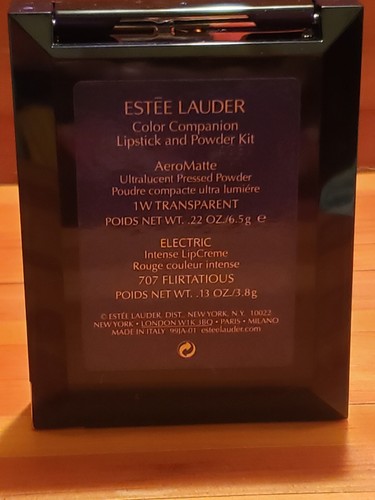 ESTĒE LAUDER
Color Companion
Lipstick and Powder Kit
AeroMatte
Ultralucent Pressed Powder
Poudre compacte ultra lumiére
1W TRANSPARENT
POIDS NET WT. .22 OZ./6.5g ℮
ELECTRIC
Intense LipCreme
Rouge couleur intense
707 FLIRTATIOUS
POIDS NET WT. .13 OZ./3.8g
© ESTĒE LAUDER, DIST., NEW YORK, N.Y. 10022
NEW YORK • LONDON W1K 3BQ • PARIS • MILANO
MADE IN ITALY 99JA-01 esteelauder.com